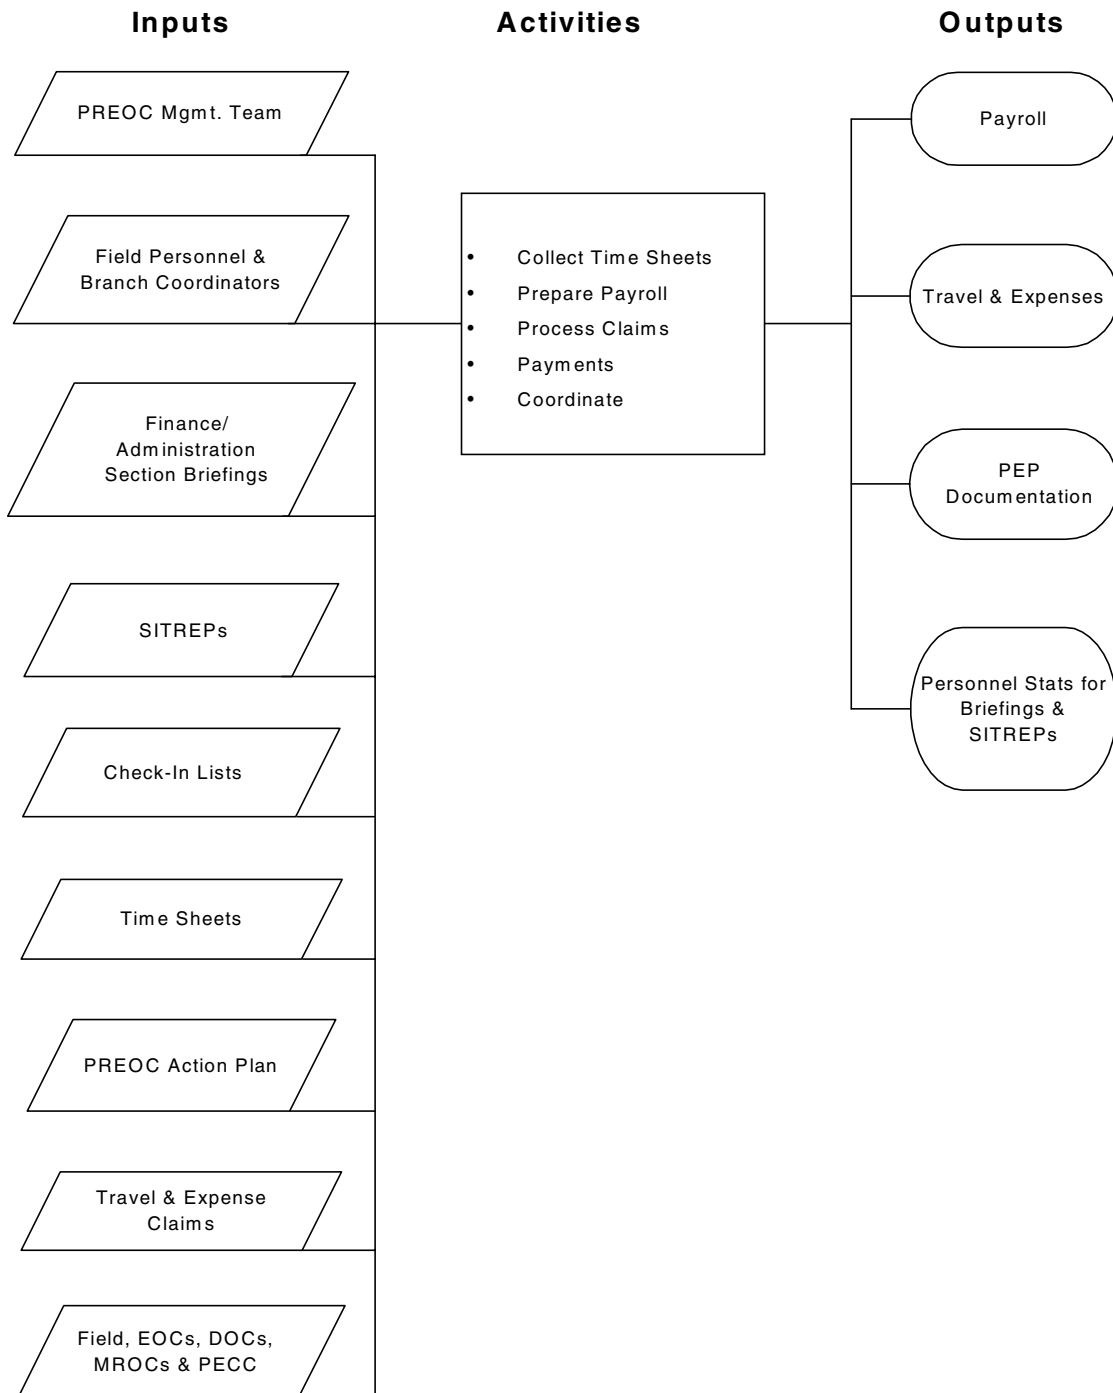 Inputs
Activities
Outputs
PREOC Mgmt. Team
Field Personnel &
Branch Coordinators
Finance/
Administration
Section Briefings
SITREPs
Check-In Lists
Time Sheets
PREOC Action Plan
Travel & Expense
Claims
Field, EOCs, DOCs,
MROCs & PECC
• Collect Time Sheets
• Prepare Payroll
• Process Claims
• Payments
• Coordinate
Payroll
Travel & Expenses
PEP
Documentation
Personnel Stats for
Briefings &
SITREPs